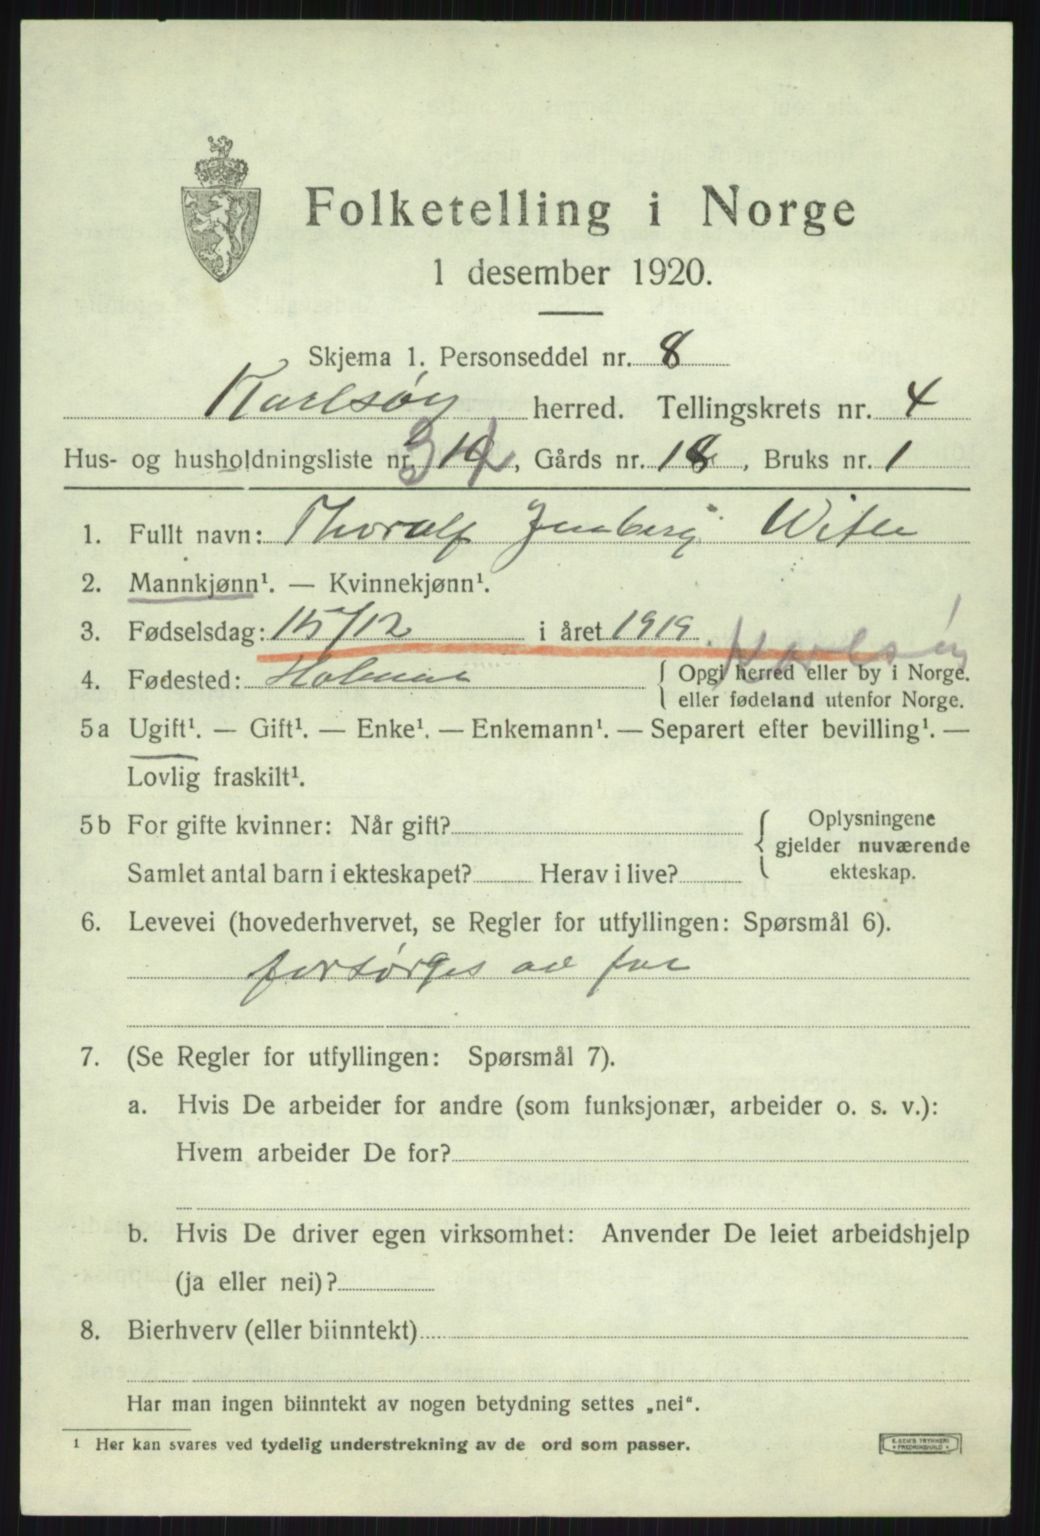 Folketelling i Norge
1 desember 1920.
Skjema 1. Personseddel nr. 8
Karlsøy herred. Tellingskrets nr. 4
Hus- og husholdningsliste nr. , Gårds nr. 18, Bruks nr. 1
1. Fullt navn: Thoralf
2. Mannkjønn¹. — Kvinnekjønn¹.
3. Fødselsdag: 15/12 i året 1919. Karlsøy
4. Fødested: { Opgi herred eller by i Norge.
eller fødeland utenfor Norge.
5a Ugift¹. — Gift¹. — Enke¹. — Enkemann¹. — Separert efter bevilling¹. —
Lovlig fraskilt¹.
5b For gifte kvinner: Når gift? { Oplysningene
gjelder nuværende
Samlet antal barn i ekteskapet? Herav i live? ekteskap.
6. Levevei (hovederhvervet, se Regler for utfyllingen: Spørsmål 6).
forsørges av far
7. (Se Regler for utfyllingen: Spørsmål 7).
a. Hvis De arbeider for andre (som funksjonær, arbeider o. s. v.):
Hvem arbeider De for?
b. Hvis De driver egen virksomhet: Anvender De leiet arbeidshjelp
(ja eller nei)?
8. Bierhverv (eller biinntekt)
Har man ingen biinntekt av nogen betydning settes „nei".
¹ Her kan svares ved tydelig understrekning av de ord som passer.